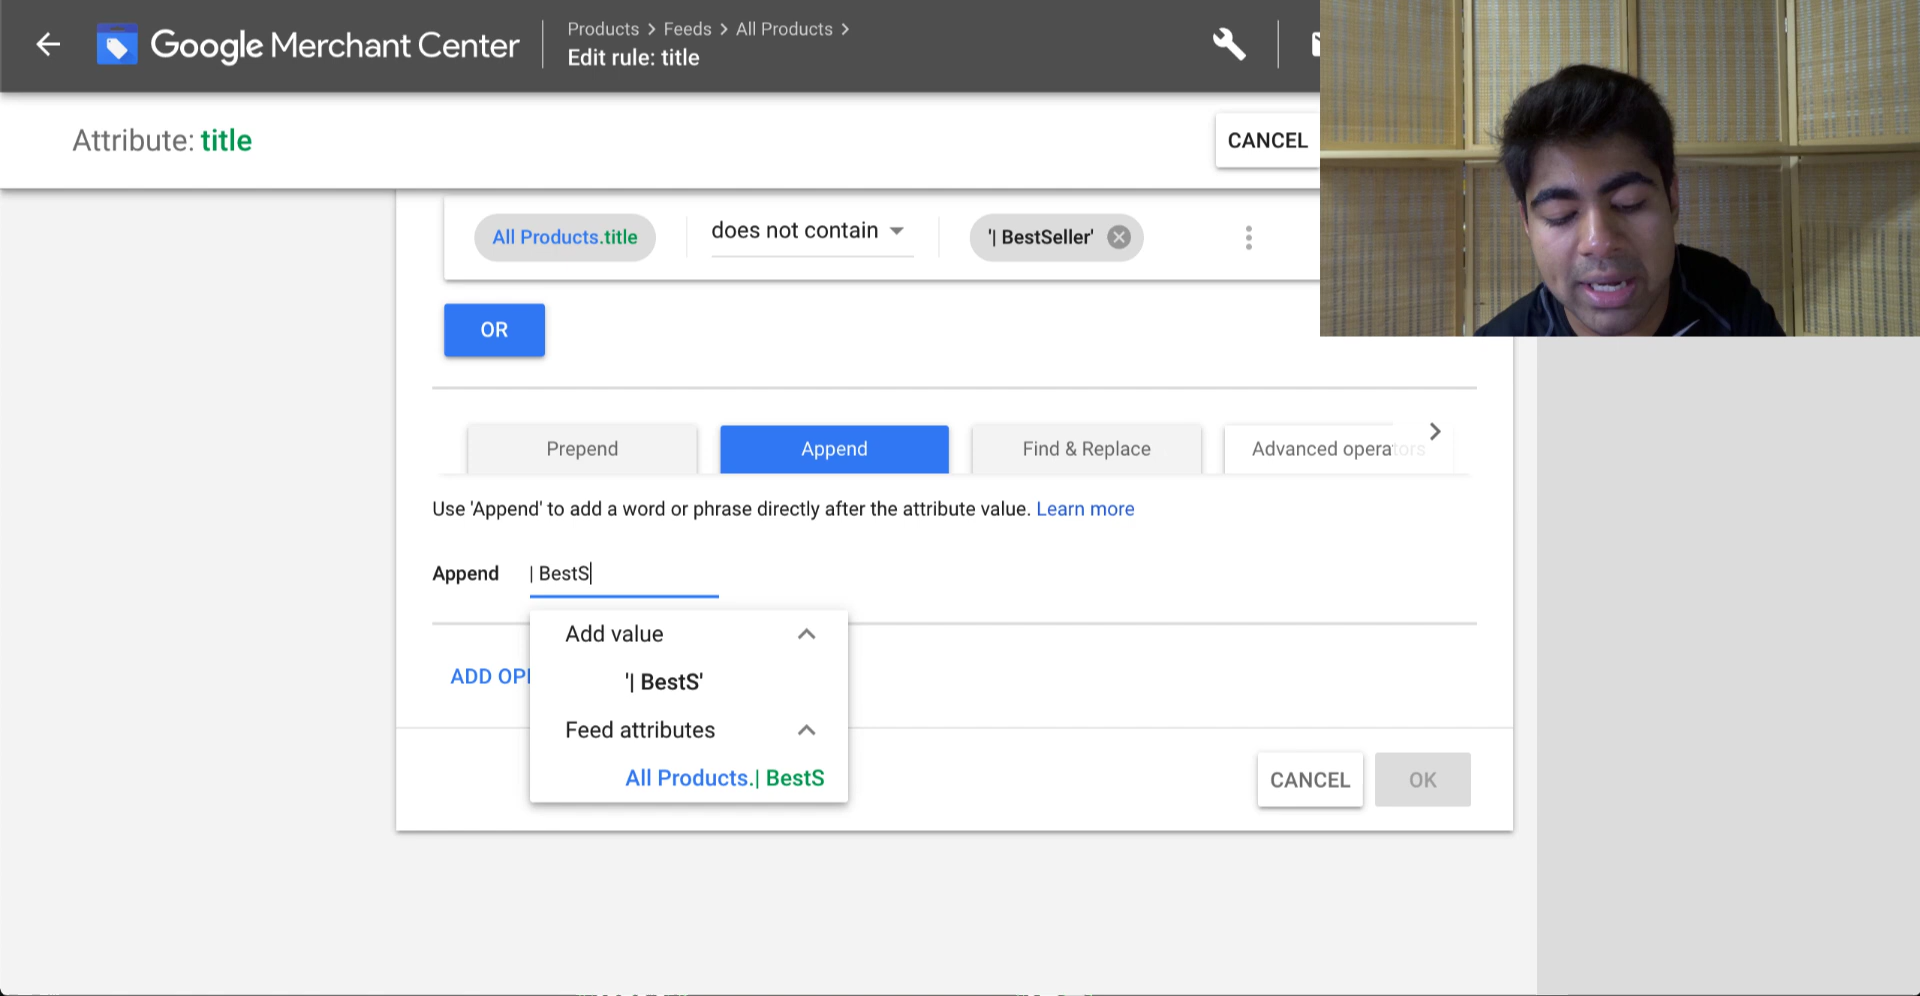 Google Merchant Center
Products > Feeds > All Products >
Edit rule: title
Attribute: title
CANCEL
All Products.title
does not contain
'| BestSeller'
OR
Prepend
Append
Find & Replace
Advanced operators
Use 'Append' to add a word or phrase directly after the attribute value. Learn more
Append
| BestS
Add value
'| BestS'
Feed attributes
All Products.| BestS
ADD OP
CANCEL
OK